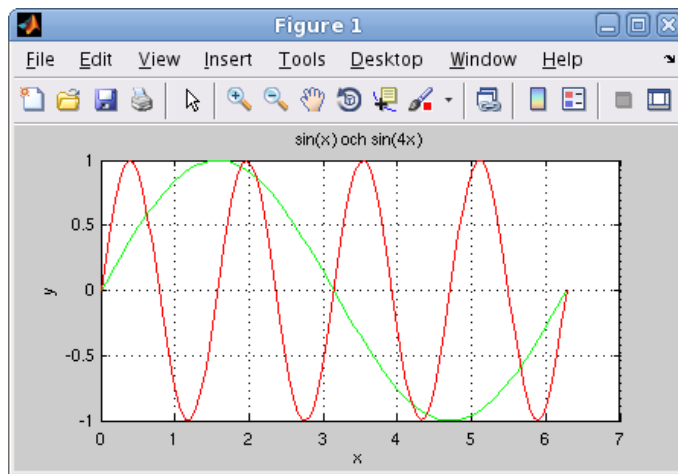 Figure 1
File Edit View Insert Tools Desktop Window Help
sin(x) och sin(4x)
1
0.5
0
-0.5
-1
y
0 1 2 3 4 5 6 7
x